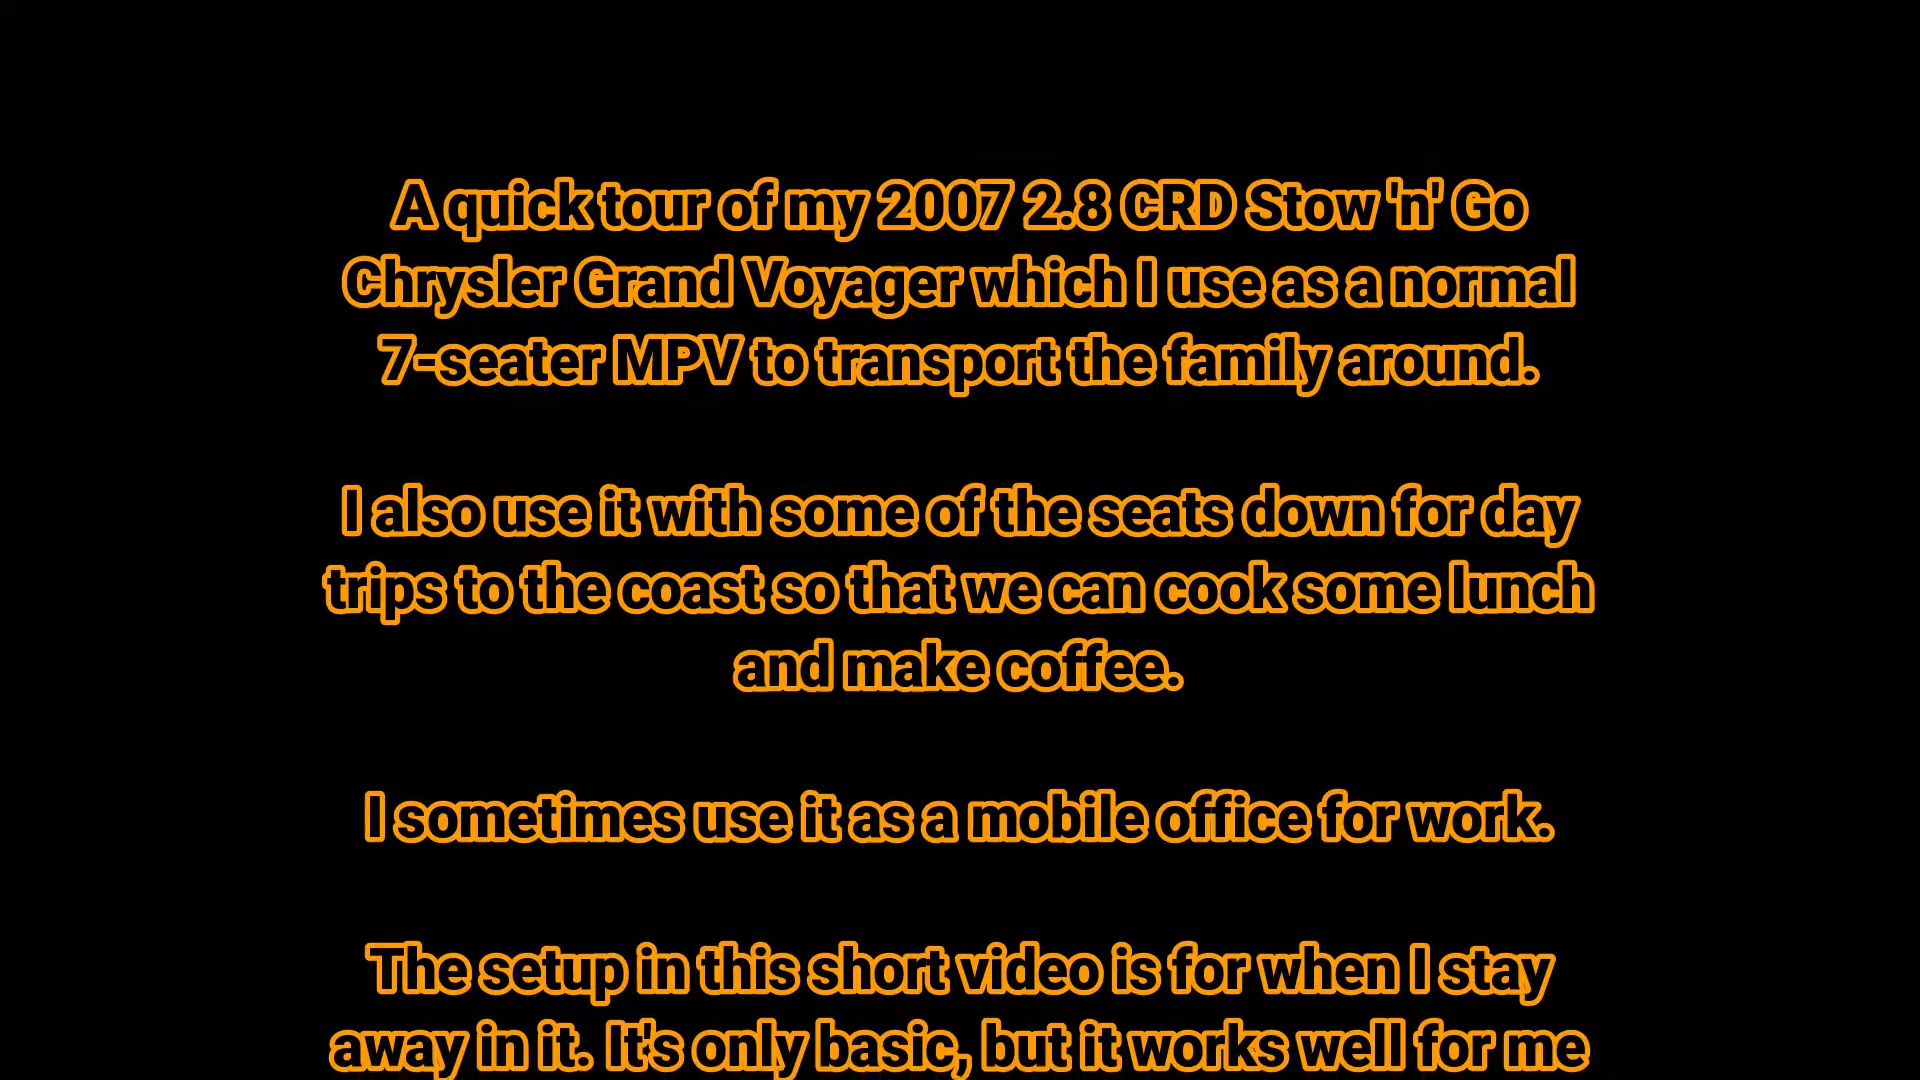 A quick tour of my 2007 2.8 CRD Stow 'n' Go
Chrysler Grand Voyager which I use as a normal
7-seater MPV to transport the family around.
I also use it with some of the seats down for day
trips to the coast so that we can cook some lunch
and make coffee.
I sometimes use it as a mobile office for work.
The setup in this short video is for when I stay
away in it. It's only basic, but it works well for me